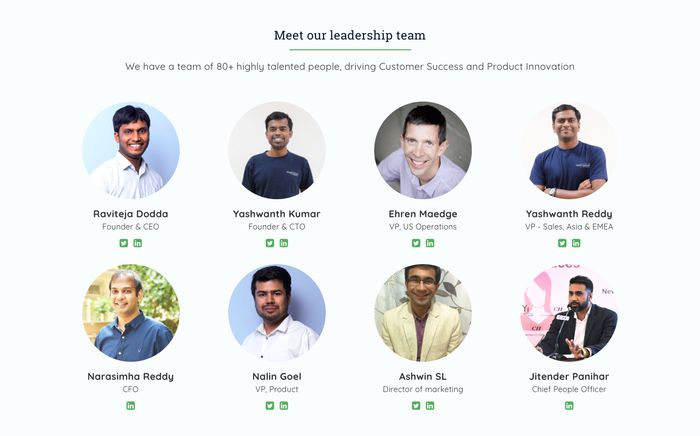 Meet our leadership team
We have a team of 80+ highly talented people, driving Customer Success and Product Innovation
Raviteja Dodda
Founder & CEO
Yashwanth Kumar
Founder & CTO
Ehren Maedge
VP, US Operations
Yashwanth Reddy
VP - Sales, Asia & EMEA
Narasimha Reddy
CFO
Nalin Goel
VP, Product
Ashwin SL
Director of marketing
Jitender Panihar
Chief People Officer